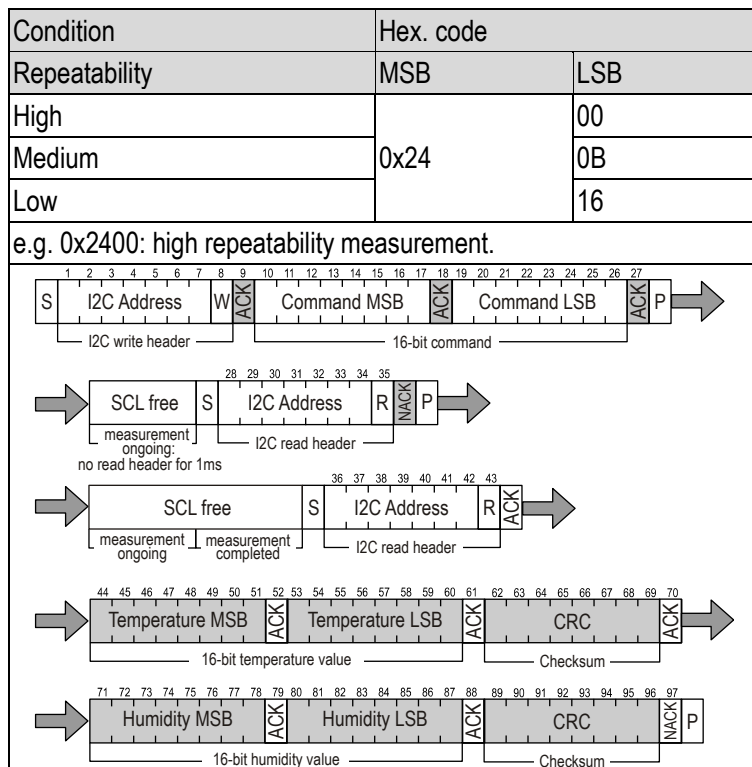 Condition Hex. code
Repeatability MSB LSB
High 00
Medium 0x24 0B
Low 16
e.g. 0x2400: high repeatability measurement.
1 2 3 4 5 6 7 8 9 10 11 12 13 14 15 16 17 18 19 20 21 22 23 24 25 26 27
S I2C Address W ACK Command MSB ACK Command LSB ACK P
I2C write header 16-bit command
28 29 30 31 32 33 34 35
SCL free S I2C Address R NACK P
measurement
ongoing:
no read header for 1ms
I2C read header
36 37 38 39 40 41 42 43
SCL free S I2C Address R ACK
measurement
ongoing
measurement
completed
I2C read header
44 45 46 47 48 49 50 51 52 53 54 55 56 57 58 59 60 61 62 63 64 65 66 67 68 69 70
Temperature MSB ACK Temperature LSB ACK CRC ACK
16-bit temperature value Checksum
71 72 73 74 75 76 77 78 79 80 81 82 83 84 85 86 87 88 89 90 91 92 93 94 95 96 97
Humidity MSB ACK Humidity LSB ACK CRC NACK P
16-bit humidity value Checksum